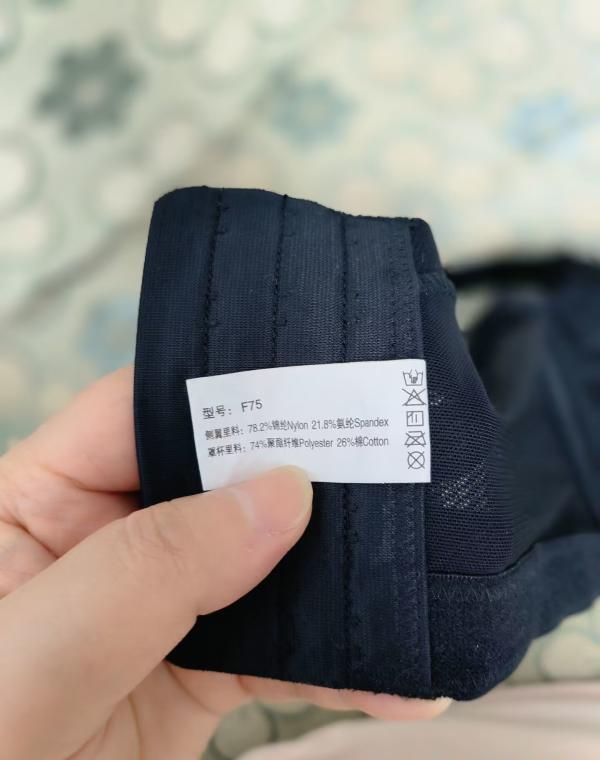 型号：F75
侧翼里料：78.2%锦纶Nylon 21.8%氨纶Spandex
罩杯里料：74%聚酯纤维Polyester 26%棉Cotton